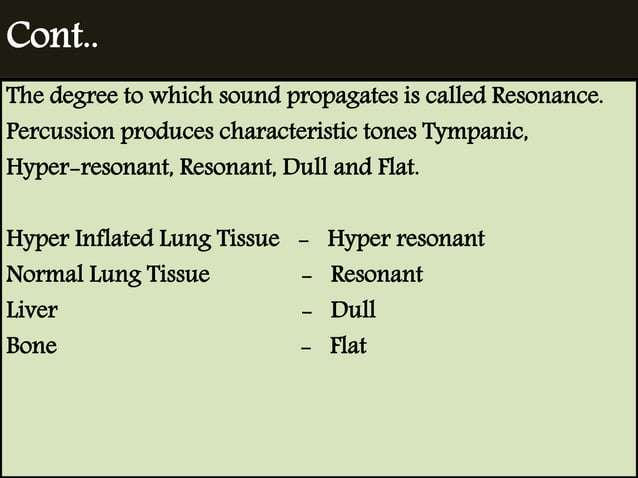 Cont..
The degree to which sound propagates is called Resonance.
Percussion produces characteristic tones Tympanic,
Hyper-resonant, Resonant, Dull and Flat.
Hyper Inflated Lung Tissue - Hyper resonant
Normal Lung Tissue - Resonant
Liver - Dull
Bone - Flat